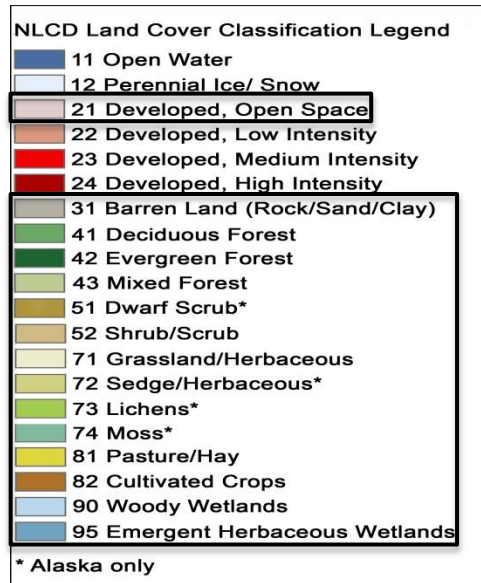 NLCD Land Cover Classification Legend
11 Open Water
12 Perennial Ice/ Snow
21 Developed, Open Space
22 Developed, Low Intensity
23 Developed, Medium Intensity
24 Developed, High Intensity
31 Barren Land (Rock/Sand/Clay)
41 Deciduous Forest
42 Evergreen Forest
43 Mixed Forest
51 Dwarf Scrub*
52 Shrub/Scrub
71 Grassland/Herbaceous
72 Sedge/Herbaceous*
73 Lichens*
74 Moss*
81 Pasture/Hay
82 Cultivated Crops
90 Woody Wetlands
95 Emergent Herbaceous Wetlands
* Alaska only